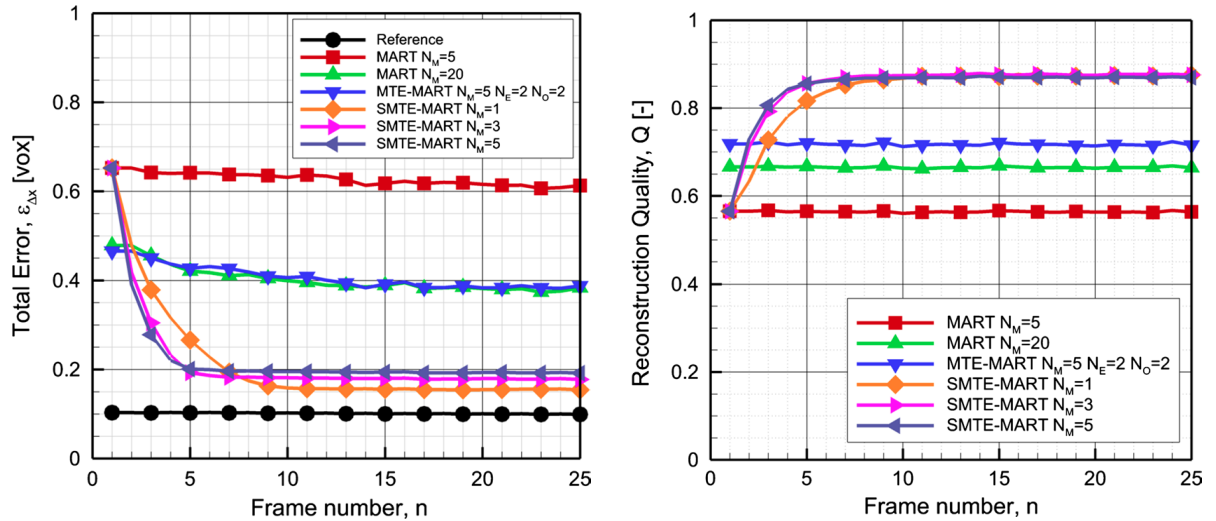 1
0.8
0.6
0.4
0.2
0
0
5
10
15
20
25
Total Error, ε_Δx [vox]
Frame number, n
Reference
MART N_M=5
MART N_M=20
MTE-MART N_M=5 N_E=2 N_O=2
SMTE-MART N_M=1
SMTE-MART N_M=3
SMTE-MART N_M=5
1
0.8
0.6
0.4
0.2
0
0
5
10
15
20
25
Reconstruction Quality, Q [-]
Frame number, n
MART N_M=5
MART N_M=20
MTE-MART N_M=5 N_E=2 N_O=2
SMTE-MART N_M=1
SMTE-MART N_M=3
SMTE-MART N_M=5